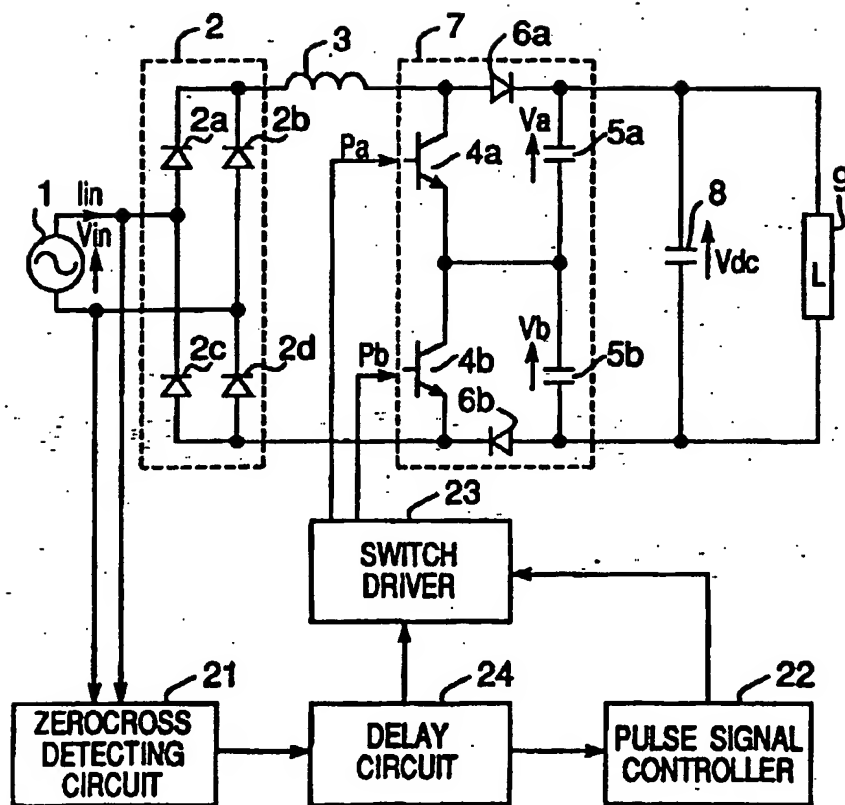 2
3
7
6a
2a
2b
Pa
4a
Va
5a
1
Iin
Vin
8
Vdc
9
L
2c
2d
Pb
4b
6b
Vb
5b
23
SWITCH
DRIVER
21
ZEROCROSS
DETECTING
CIRCUIT
24
DELAY
CIRCUIT
22
PULSE SIGNAL
CONTROLLER